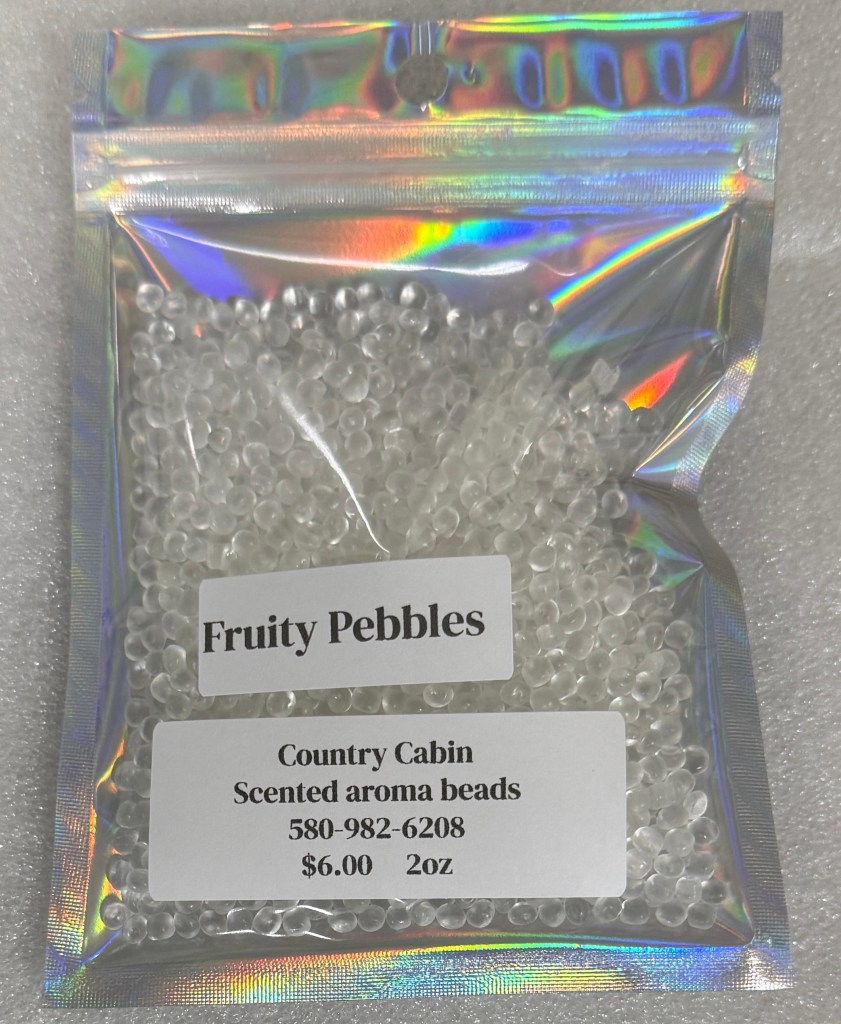 Fruity Pebbles
Country Cabin
Scented aroma beads
580-982-6208
$6.00 2oz